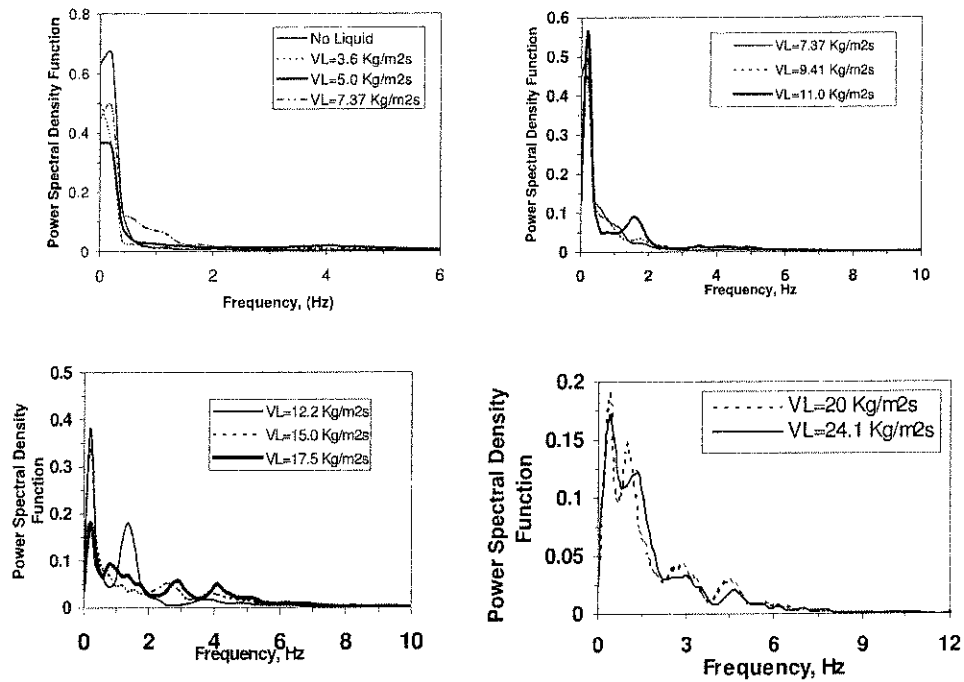 0.8
0.6
0.4
0.2
0
Power Spectral Density Function
No Liquid
VL=3.6 Kg/m2s
VL=5.0 Kg/m2s
VL=7.37 Kg/m2s
0 2 4 6
Frequency, (Hz)
0.6
0.5
0.4
0.3
0.2
0.1
0
Power Spectral Density Function
VL=7.37 Kg/m2s
VL=9.41 Kg/m2s
VL=11.0 Kg/m2s
0 2 4 6 8 10
Frequency, Hz
0.5
0.4
0.3
0.2
0.1
0
Power Spectral Density
Function
VL=12.2 Kg/m2s
VL=15.0 Kg/m2s
VL=17.5 Kg/m2s
0 2 4 6 8 10
Frequency, Hz
0.2
0.15
0.1
0.05
0
Power Spectral Density
Function
VL=20 Kg/m2s
VL=24.1 Kg/m2s
0 3 6 9 12
Frequency, Hz